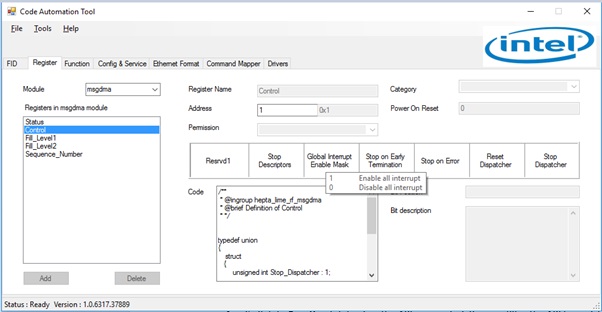 Code Automation Tool
File Tools Help
intel
FID Register Function Config & Service Ethernet Format Command Mapper Drivers
Module msgdma
Registers in msgdma module
Status
Control
Fill_Level1
Fill_Level2
Sequence_Number
Add Delete
Register Name Control
Category
Address 1 0x1
Power On Reset 0
Permission
Resrvd1
Stop
Descriptors
Global Interrupt
Enable Mask
Stop on Early
Termination
Stop on Error
Reset
Dispatcher
Stop
Dispatcher
1 Enable all interrupt
0 Disable all interrupt
Code
/**
* @ingroup hepta_lime_rf_msgdma
* @brief Definition of Control
* */
typedef union
{
struct
{
unsigned int Stop_Dispatcher : 1;
Bit description
Status : Ready Version : 1.0.6317.37889